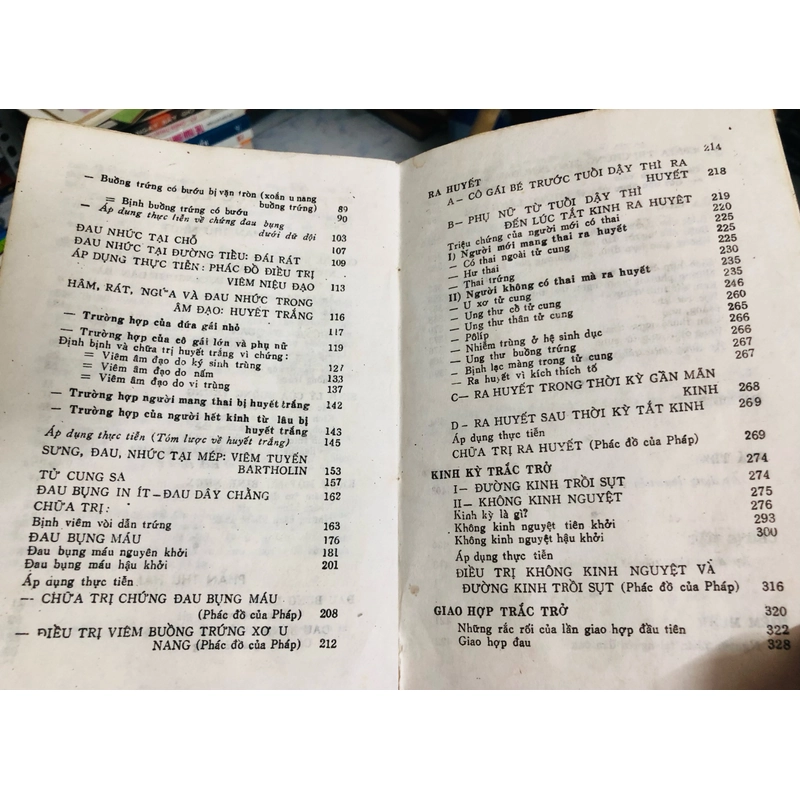 — Buồng trứng có bướu bị vặn tròn (xoắn u nang
buồng trứng) 89
= Bịnh buồng trứng có bướu 90
— Áp dụng thực tiễn về chứng đau bụng
dưới dữ dội 103
ĐAU NHỨC TẠI CHỖ 107
ĐAU NHỨC TẠI ĐƯỜNG TIỂU: ĐÁI RÁT 109
ÁP DỤNG THỰC TIỄN: PHÁC ĐỒ ĐIỀU TRỊ
VIÊM NIỆU ĐẠO 113
HÂM, RÁT, NGỨA VÀ ĐAU NHỨC TRONG
ÂM ĐẠO: HUYẾT TRẮNG 116
— Trường hợp của đứa gái nhỏ 117
— Trường hợp của cô gái lớn và phụ nữ 119
Định bịnh và chữa trị huyết trắng vì chứng:
= Viêm âm đạo do ký sinh trùng 127
= Viêm âm đạo do nấm 133
= Viêm âm đạo do vi trùng 137
— Trường hợp người mang thai bị huyết trắng 142
— Trường hợp của người hết kinh từ lâu bị
huyết trắng 143
Áp dụng thực tiễn (Tóm lược về huyết trắng) 145
SƯNG, ĐAU, NHỨC TẠI MÉP: VIÊM TUYẾN
BARTHOLIN 153
TỬ CUNG SA 157
ĐAU BỤNG IN ÍT—ĐAU DÂY CHẰNG 162
CHỮA TRỊ:
Bịnh viêm vòi dẫn trứng 163
ĐAU BỤNG MÁU 176
Đau bụng máu nguyên khởi 181
Đau bụng máu hậu khởi 201
Áp dụng thực tiễn
— CHỮA TRỊ CHỨNG ĐAU BỤNG MÁU
(Phác đồ của Pháp) 208
— ĐIỀU TRỊ VIÊM BUỒNG TRỨNG XƠ U
NANG (Phác đồ của Pháp) 212
RA HUYẾT 214
A— CÔ GÁI BÉ TRƯỚC TUỔI DẬY THÌ RA
HUYẾT 218
B— PHỤ NỮ TỪ TUỔI DẬY THÌ
ĐẾN LÚC TẮT KINH RA HUYẾT 219
Triệu chứng của người mới có thai 220
I) Người mới mang thai ra huyết 225
— Có thai ngoài tử cung 225
— Hư thai 230
— Thai trứng 235
II) Người không có thai mà ra huyết 235
— U xơ tử cung 246
— Ung thư cổ tử cung 260
— Ung thư thân tử cung 265
— Pôlíp 266
— Nhiễm trùng ở hệ sinh dục 266
— Ung thư buồng trứng 266
— Bịnh lạc màng trong tử cung 267
— Ra huyết vì kích thích tố 267
C— RA HUYẾT TRONG THỜI KỲ GẦN MÃN
KINH 268
D— RA HUYẾT SAU THỜI KỲ TẮT KINH 269
Áp dụng thực tiễn
CHỮA TRỊ RA HUYẾT (Phác đồ của Pháp) 269
KINH KỲ TRẮC TRỞ 274
I— ĐƯỜNG KINH TRỒI SỤT 274
II— KHÔNG KINH NGUYỆT 275
Kinh kỳ là gì? 276
Không kinh nguyệt tiên khởi 293
Không kinh nguyệt hậu khởi 300
Áp dụng thực tiễn
ĐIỀU TRỊ KHÔNG KINH NGUYỆT VÀ
ĐƯỜNG KINH TRỒI SỤT (Phác đồ của Pháp) 316
GIAO HỢP TRẮC TRỞ 320
Những rắc rối của lần giao hợp đầu tiên 322
Giao hợp đau 328